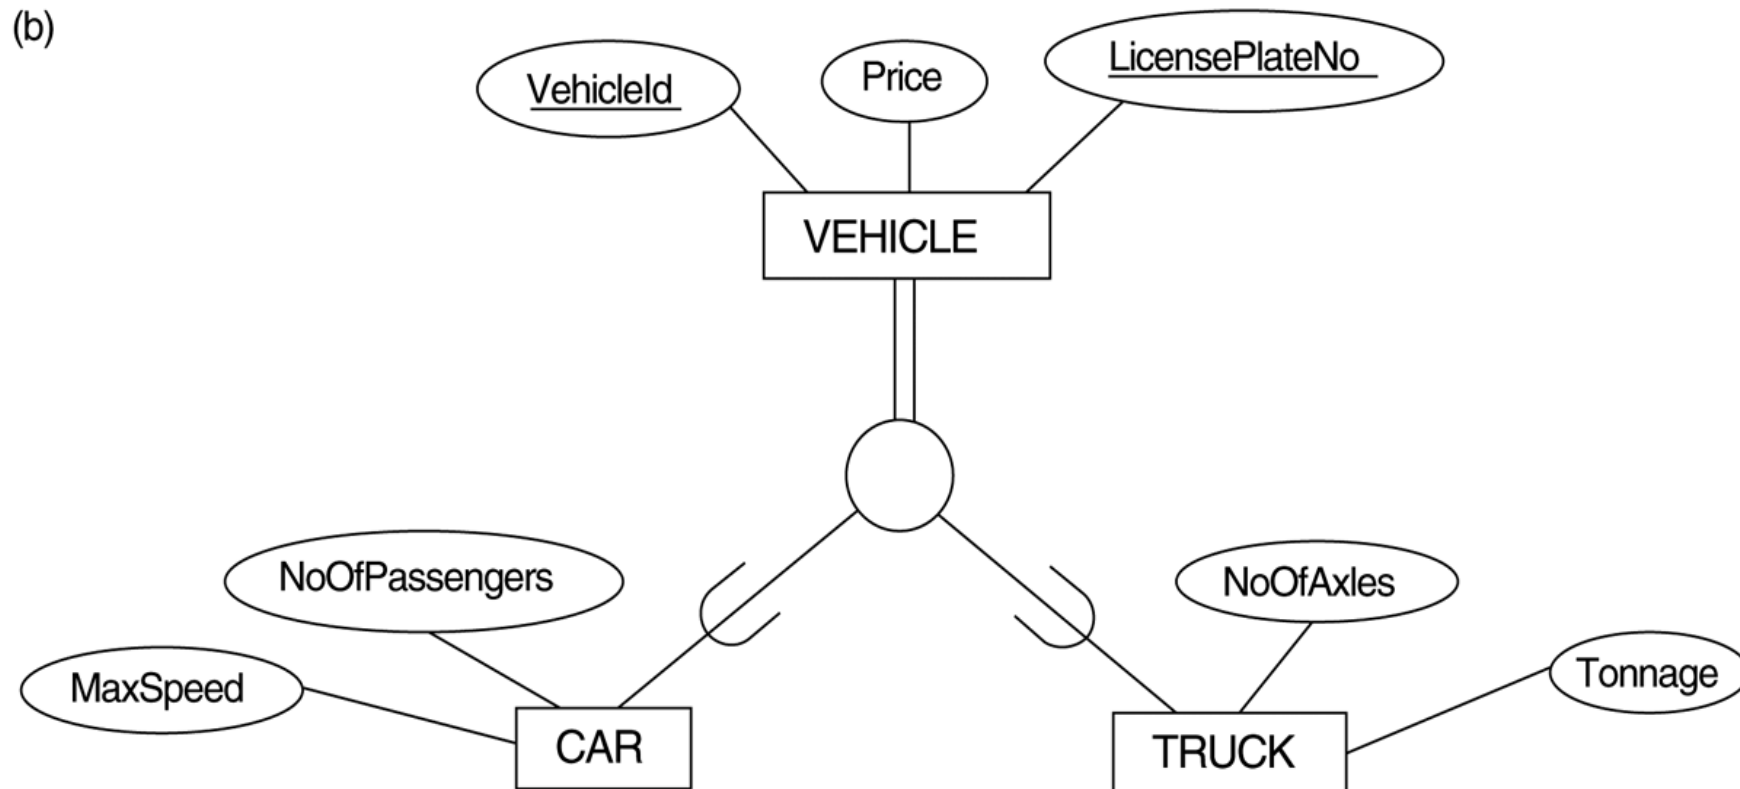 (b)
VehicleId
Price
LicensePlateNo
VEHICLE
NoOfPassengers
NoOfAxles
MaxSpeed
Tonnage
CAR
TRUCK